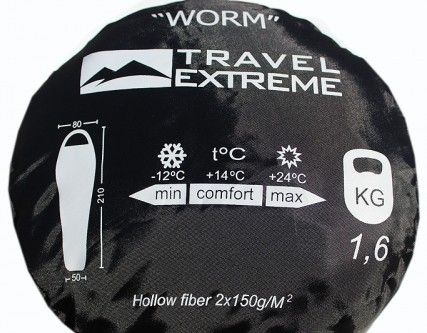 "WORM"
TRAVEL
EXTREME
80
210
50
t°C
-12°C +14°C +24°C
min comfort max
KG
1,6
Hollow fiber 2x150g/M²